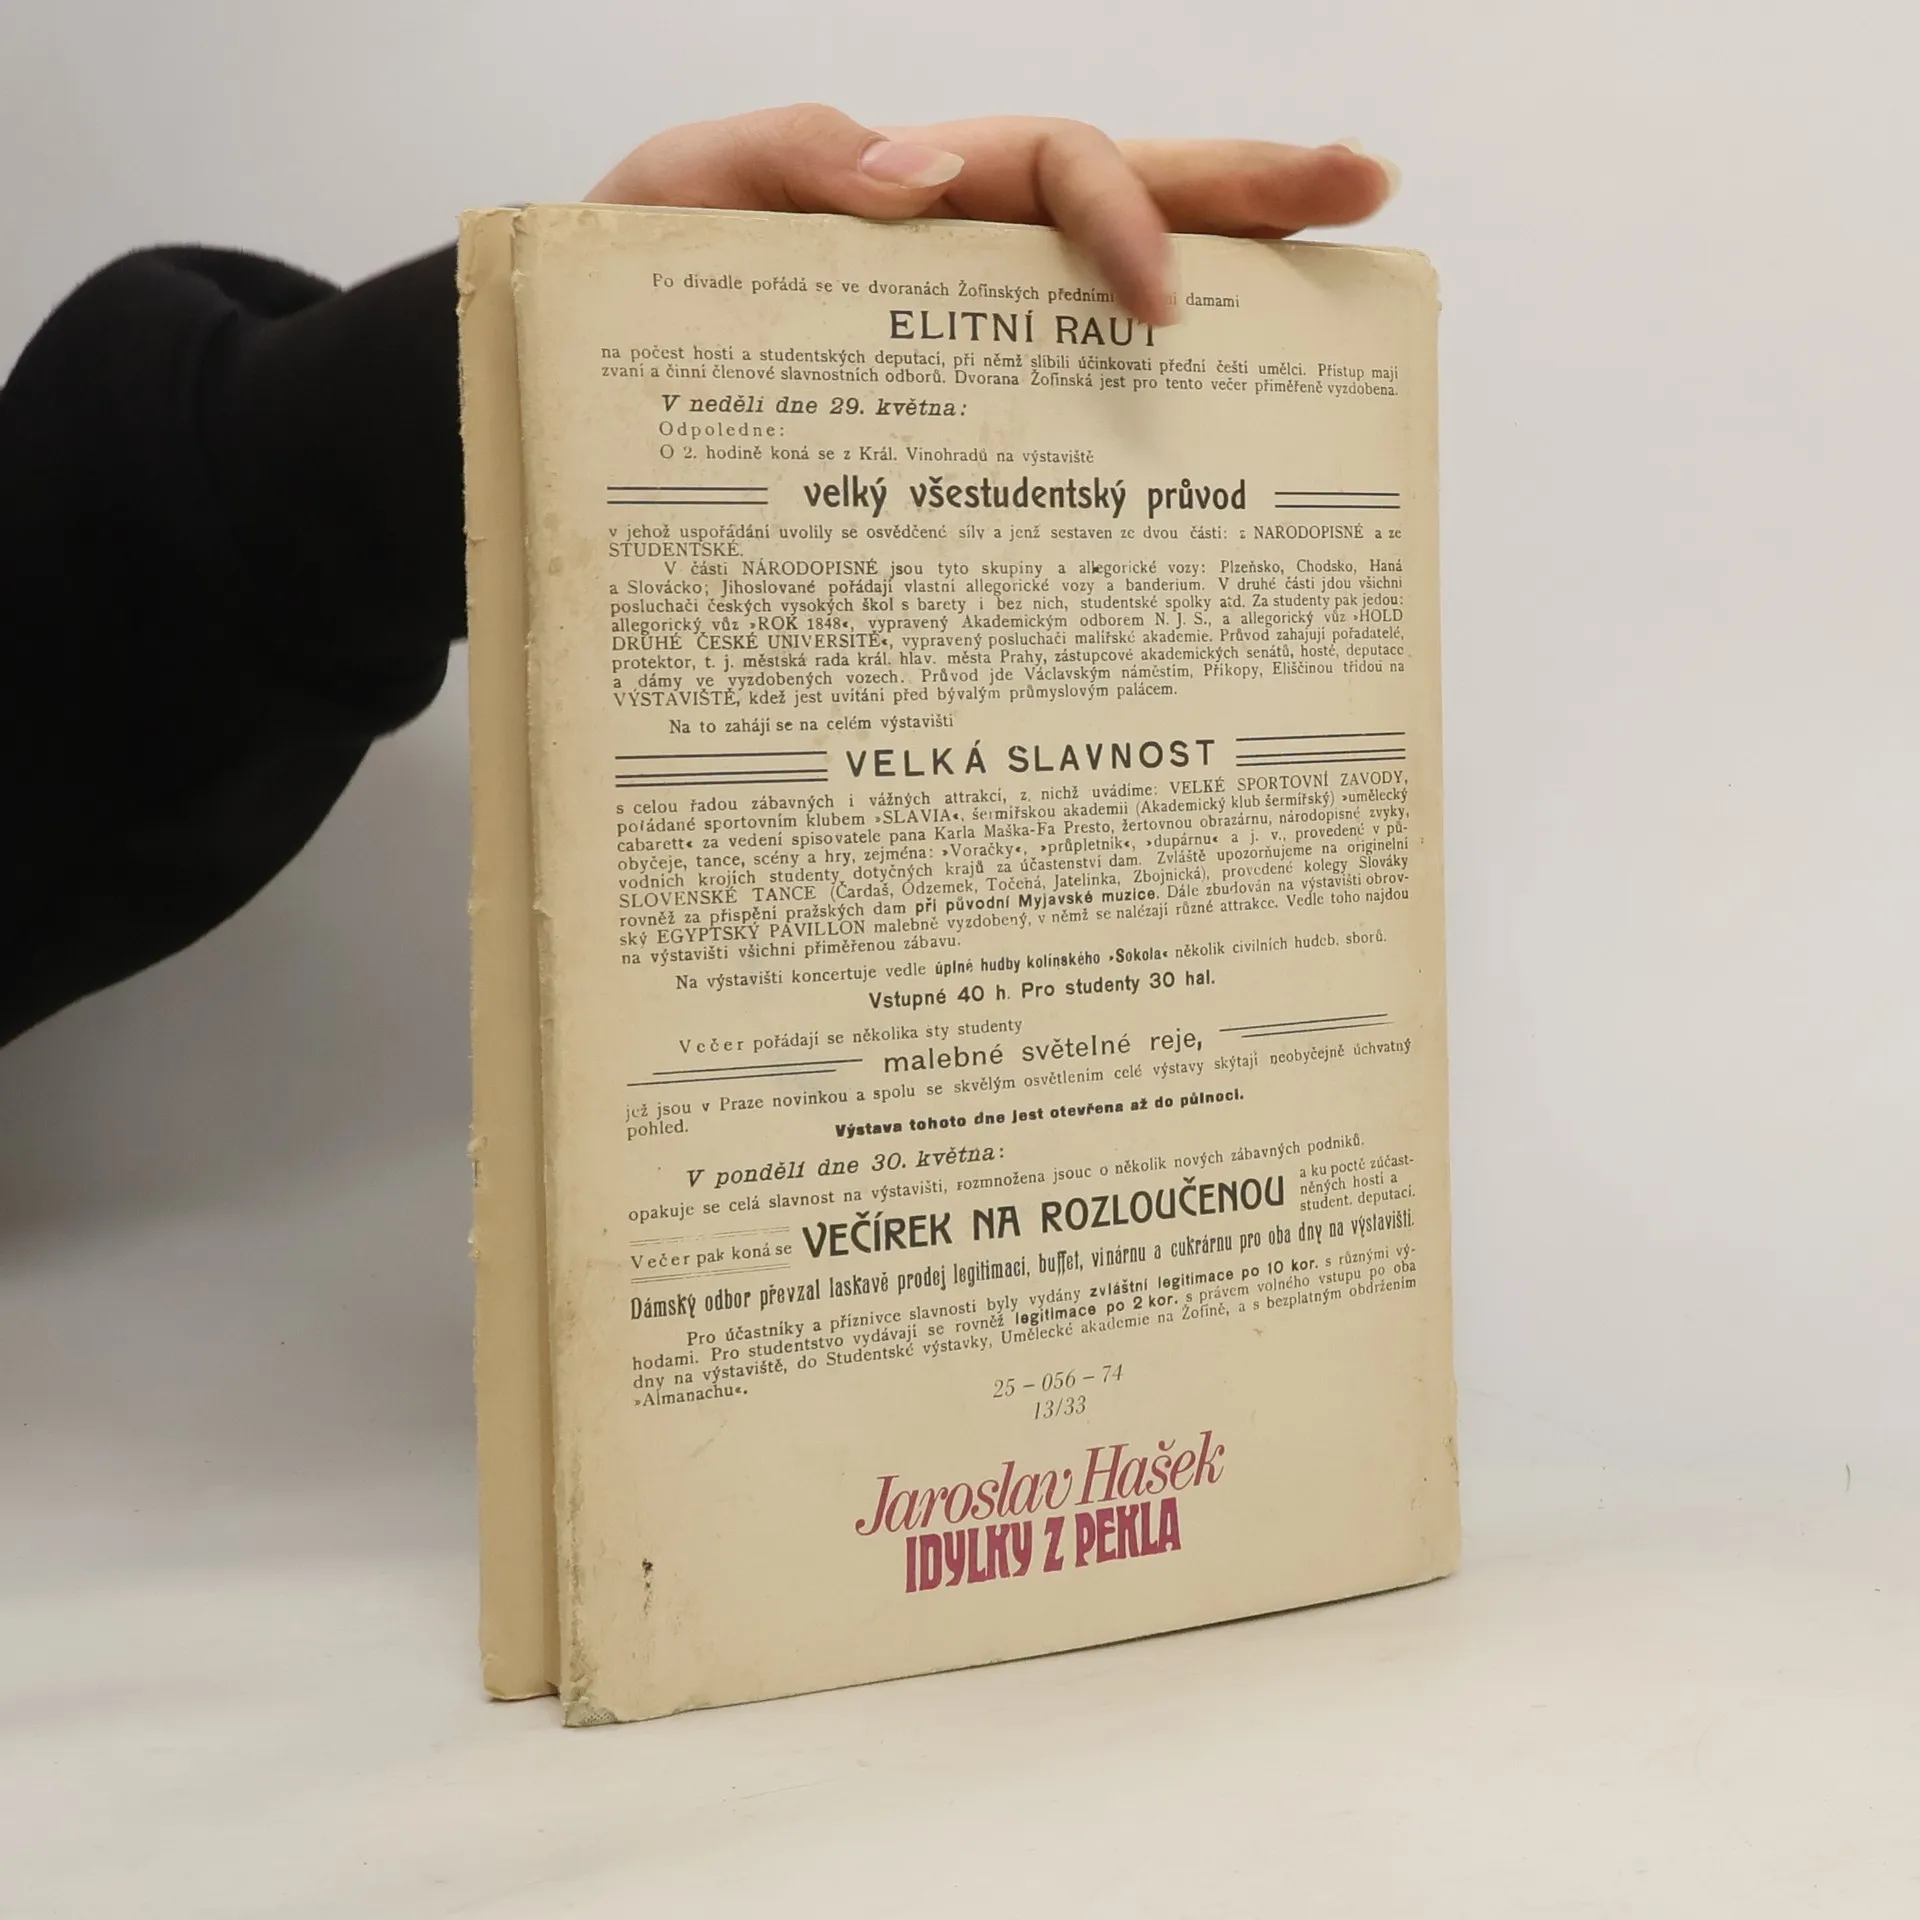 Po divadle pořádá se ve dvoranách Žofínských předními damami
ELITNÍ RAUT
na počest hostí a studentských deputací, při němž slíbili účinkovati přední čeští umělci. Přístup mají
zvaní a činní členové slavnostních odborů. Dvorana Žofínská jest pro tento večer přiměřeně vyzdobena.
V neděli dne 29. května:
Odpoledne:
O 2. hodině koná se z Král. Vinohradů na výstaviště
velký všestudentský průvod
v jehož uspořádání uvolily se osvědčené síly a jenž sestaven ze dvou částí: z NARODOPISNÉ a ze
STUDENTSKÉ.
V části NÁRODOPISNÉ jsou tyto skupiny a allegorické vozy: Plzeňsko, Chodsko, Haná
a Slovácko; Jihoslované pořádají vlastní allegorické vozy a banderium. V druhé části jdou všichni
posluchači českých vysokých škol s barety i bez nich, studentské spolky atd. Za studenty pak jedou:
allegorický vůz »ROK 1848«, vypravený Akademickým odborem N. J. S., a allegorický vůz »HOLD
DRUHÉ ČESKÉ UNIVERSITĚ«, vypravený posluchači malířské akademie. Průvod zahajují pořadatelé,
protektor, t. j. městská rada král. hlav. města Prahy, zástupcové akademických senátů, hosté, deputace
a dámy ve vyzdobených vozech. Průvod jde Václavským náměstím, Příkopy, Eliščinou třídou na
VÝSTAVIŠTĚ, kdež jest uvítání před bývalým průmyslovým palácem.
Na to zahájí se na celém výstavišti
VELKÁ SLAVNOST
s celou řadou zábavných i vážných attrakcí, z nichž uvádíme: VELKÉ SPORTOVNÍ ZAVODY,
pořádané sportovním klubem »SLAVIA«, šermířskou akademii (Akademický klub šermířský) »umělecký
cabarett« za vedení spisovatele pana Karla Maška-Fa Presto, žertovnou obrazárnu, národopisné zvyky,
obyčeje, tance, scény a hry, zejména: »Voračky«, »průpletník«, »dupárnu« a j. v., provedené v pů-
vodních krojích studenty dotyčných krajů za účastenství dam. Zvláště upozorňujeme na originelní
SLOVENSKÉ TANCE (Čardaš, Odzemek, Točená, Jatelinka, Zbojnická), provedené kolegy Slováky
rovněž za přispění pražských dam při původní Myjavské muzice. Dále zbudován na výstavišti obrov-
ský EGYPTSKÝ PAVILLON malebně vyzdobený, v němž se nalézají různé attrakce. Vedle toho najdou
na výstavišti všichni přiměřenou zábavu.
Na výstavišti koncertuje vedle úplné hudby kolínského »Sokola« několik civilních hudeb. sborů.
Vstupné 40 h. Pro studenty 30 hal.
Večer pořádají se několika sty studenty
malebné světelné reje,
jež jsou v Praze novinkou a spolu se skvělým osvětlením celé výstavy skýtají neobyčejně úchvatný
pohled.
Výstava tohoto dne jest otevřena až do půlnoci.
V pondělí dne 30. května:
opakuje se celá slavnost na výstavišti, rozmnožena jsouc o několik nových zábavných podniků.
Večer pak koná se VEČÍREK NA ROZLOUČENOU a ku poctě zúčast-
něných hostí a
student. deputací.
Dámský odbor převzal laskavě prodej legitimací, buffet, vinárnu a cukrárnu pro oba dny na výstavišti.
Pro účastníky a příznivce slavnosti byly vydány zvláštní legitimace po 10 kor. s různými vý-
hodami. Pro studentstvo vydávají se rovněž legitimace po 2 kor. s právem volného vstupu po oba
dny na výstaviště, do Studentské výstavky, Umělecké akademie na Žofíně, a s bezplatným obdržením
»Almanachu«.
25 – 056 – 74
13/33
Jaroslav Hašek
IDYLKY Z PEKLA